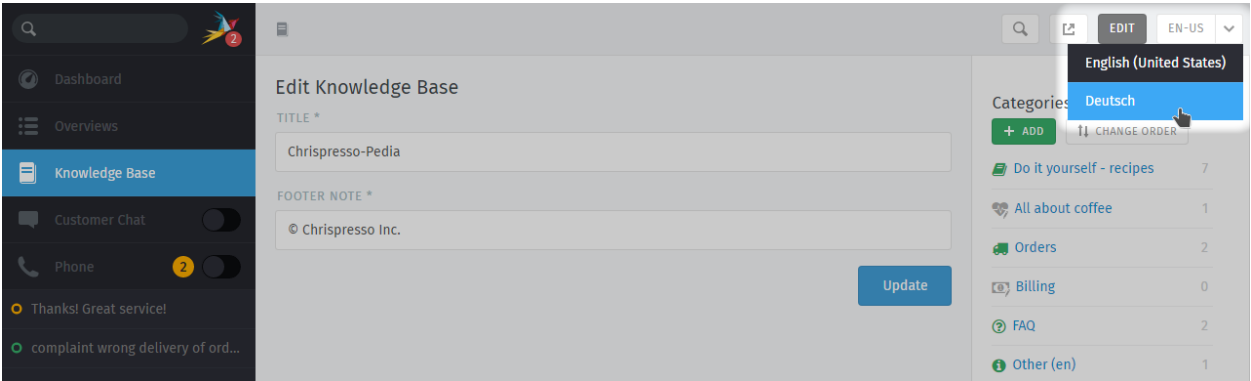 2
Dashboard
Overviews
Knowledge Base
Customer Chat
Phone 2
Thanks! Great service!
complaint wrong delivery of ord...
Edit Knowledge Base
TITLE *
Chrispresso-Pedia
FOOTER NOTE *
© Chrispresso Inc.
Update
EDIT EN-US
English (United States)
Deutsch
Categories
+ ADD CHANGE ORDER
Do it yourself - recipes 7
All about coffee 1
Orders 2
Billing 0
FAQ 2
Other (en) 1